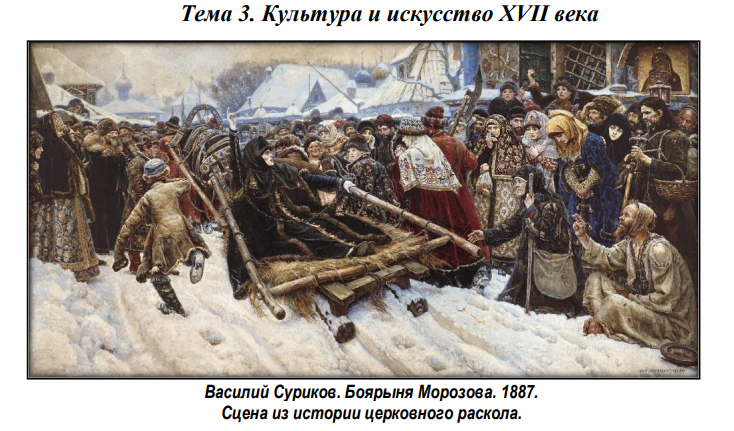 Тема 3. Культура и искусство XVII века
Василий Суриков. Боярыня Морозова. 1887.
Сцена из истории церковного раскола.